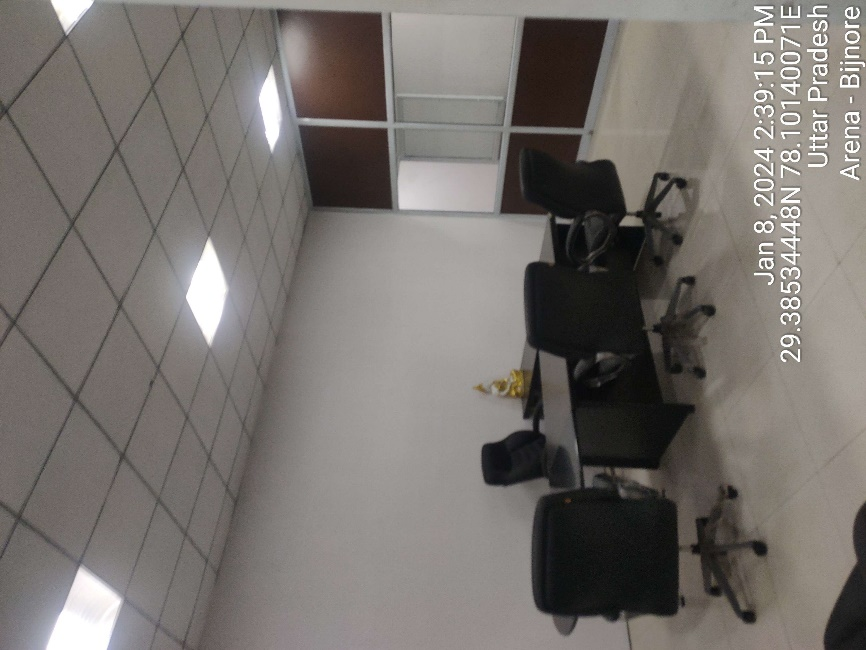 Jan 8, 2024 2:39:15 PM
29.38534448N 78.10140071E
Uttar Pradesh
Arena - Bijnore